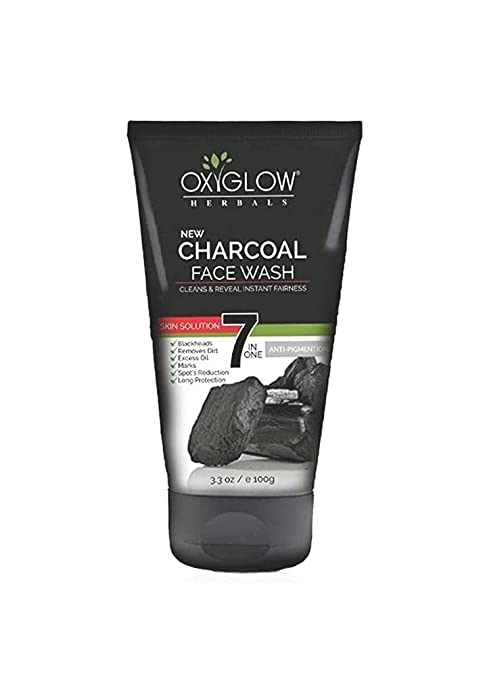 OXYGLOW®
HERBALS
NEW
CHARCOAL
FACE WASH
CLEANS & REVEAL INSTANT FAIRNESS
SKIN SOLUTION
7
IN
ONE
ANTI-PIGMENTION
Blackheads
Removes Dirt
Excess Oil
Marks
Spot's Reduction
Long Protection
3.3 oz / e 100g